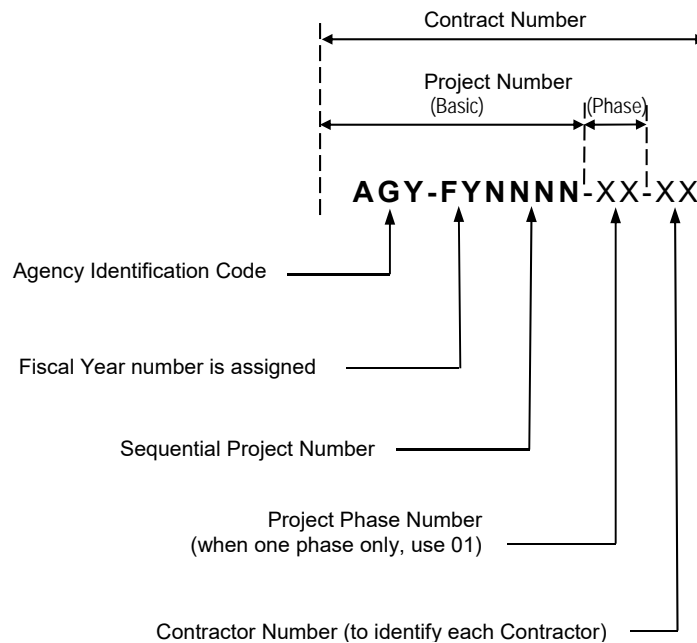 Contract Number
Project Number
(Basic) (Phase)
AGY-FYNNNN-XX-XX
Agency Identification Code
Fiscal Year number is assigned
Sequential Project Number
Project Phase Number
(when one phase only, use 01)
Contractor Number (to identify each Contractor)